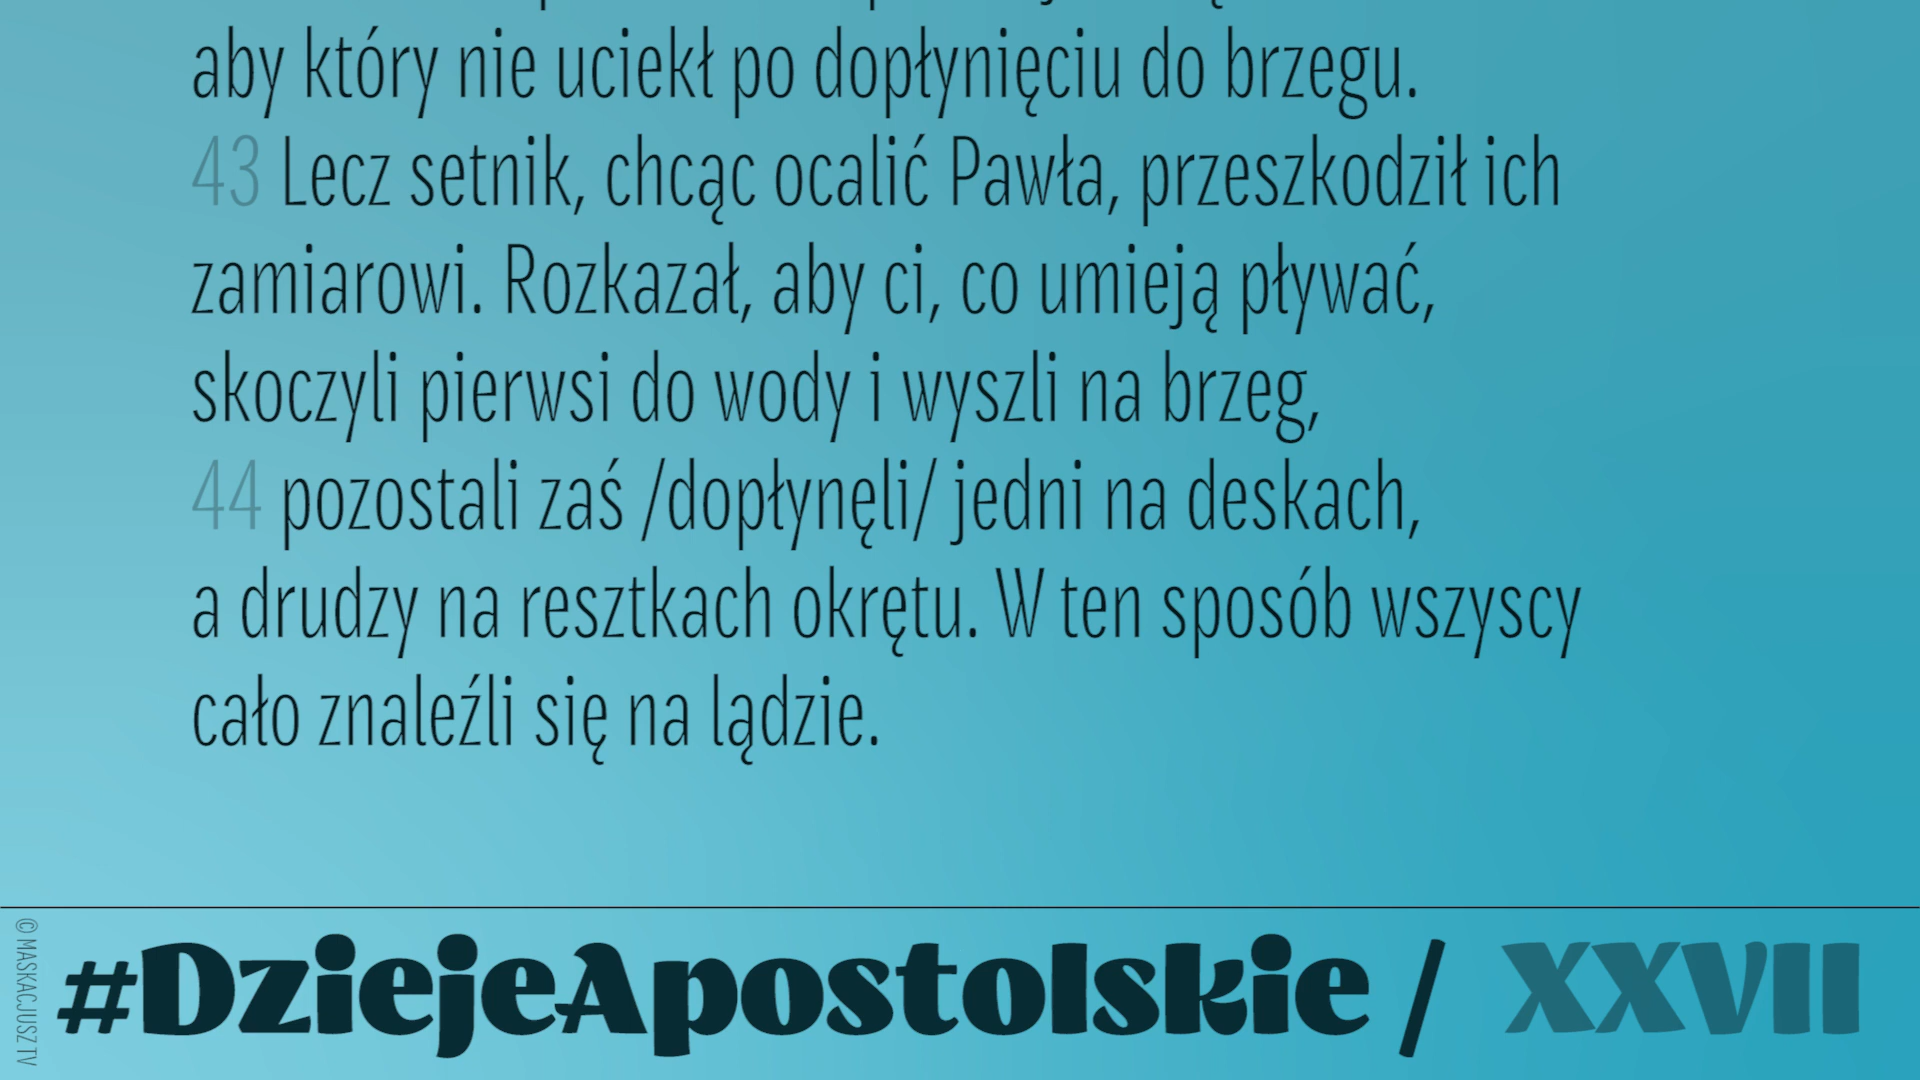 aby który nie uciekł po dopłynięciu do brzegu.
43 Lecz setnik, chcąc ocalić Pawła, przeszkodził ich
zamiarowi. Rozkazał, aby ci, co umieją pływać,
skoczyli pierwsi do wody i wyszli na brzeg,
44 pozostali zaś /dopłynęli/ jedni na deskach,
a drudzy na resztkach okrętu. W ten sposób wszyscy
cało znaleźli się na lądzie.
© MASKACJUSZ TV
#DziejeApostolskie / XXVII